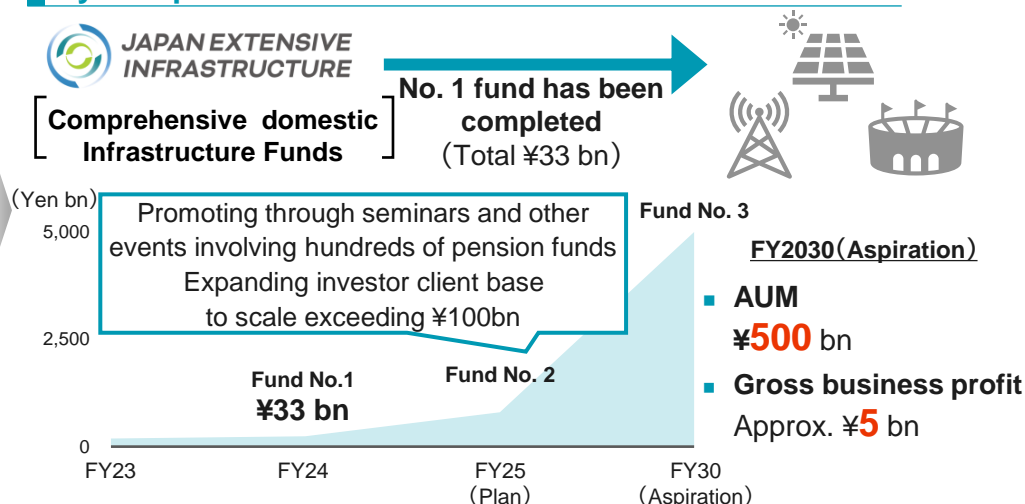 JAPAN EXTENSIVE
INFRASTRUCTURE
Comprehensive domestic
Infrastructure Funds
No. 1 fund has been
completed
（Total ¥33 bn）
（Yen bn）
5,000
2,500
0
Promoting through seminars and other
events involving hundreds of pension funds
Expanding investor client base
to scale exceeding ¥100bn
Fund No.1
¥33 bn
Fund No. 2
Fund No. 3
FY23
FY24
FY25
（Plan）
FY30
（Aspiration）
FY2030（Aspiration）
■ AUM
¥500 bn
■ Gross business profit
Approx. ¥5 bn